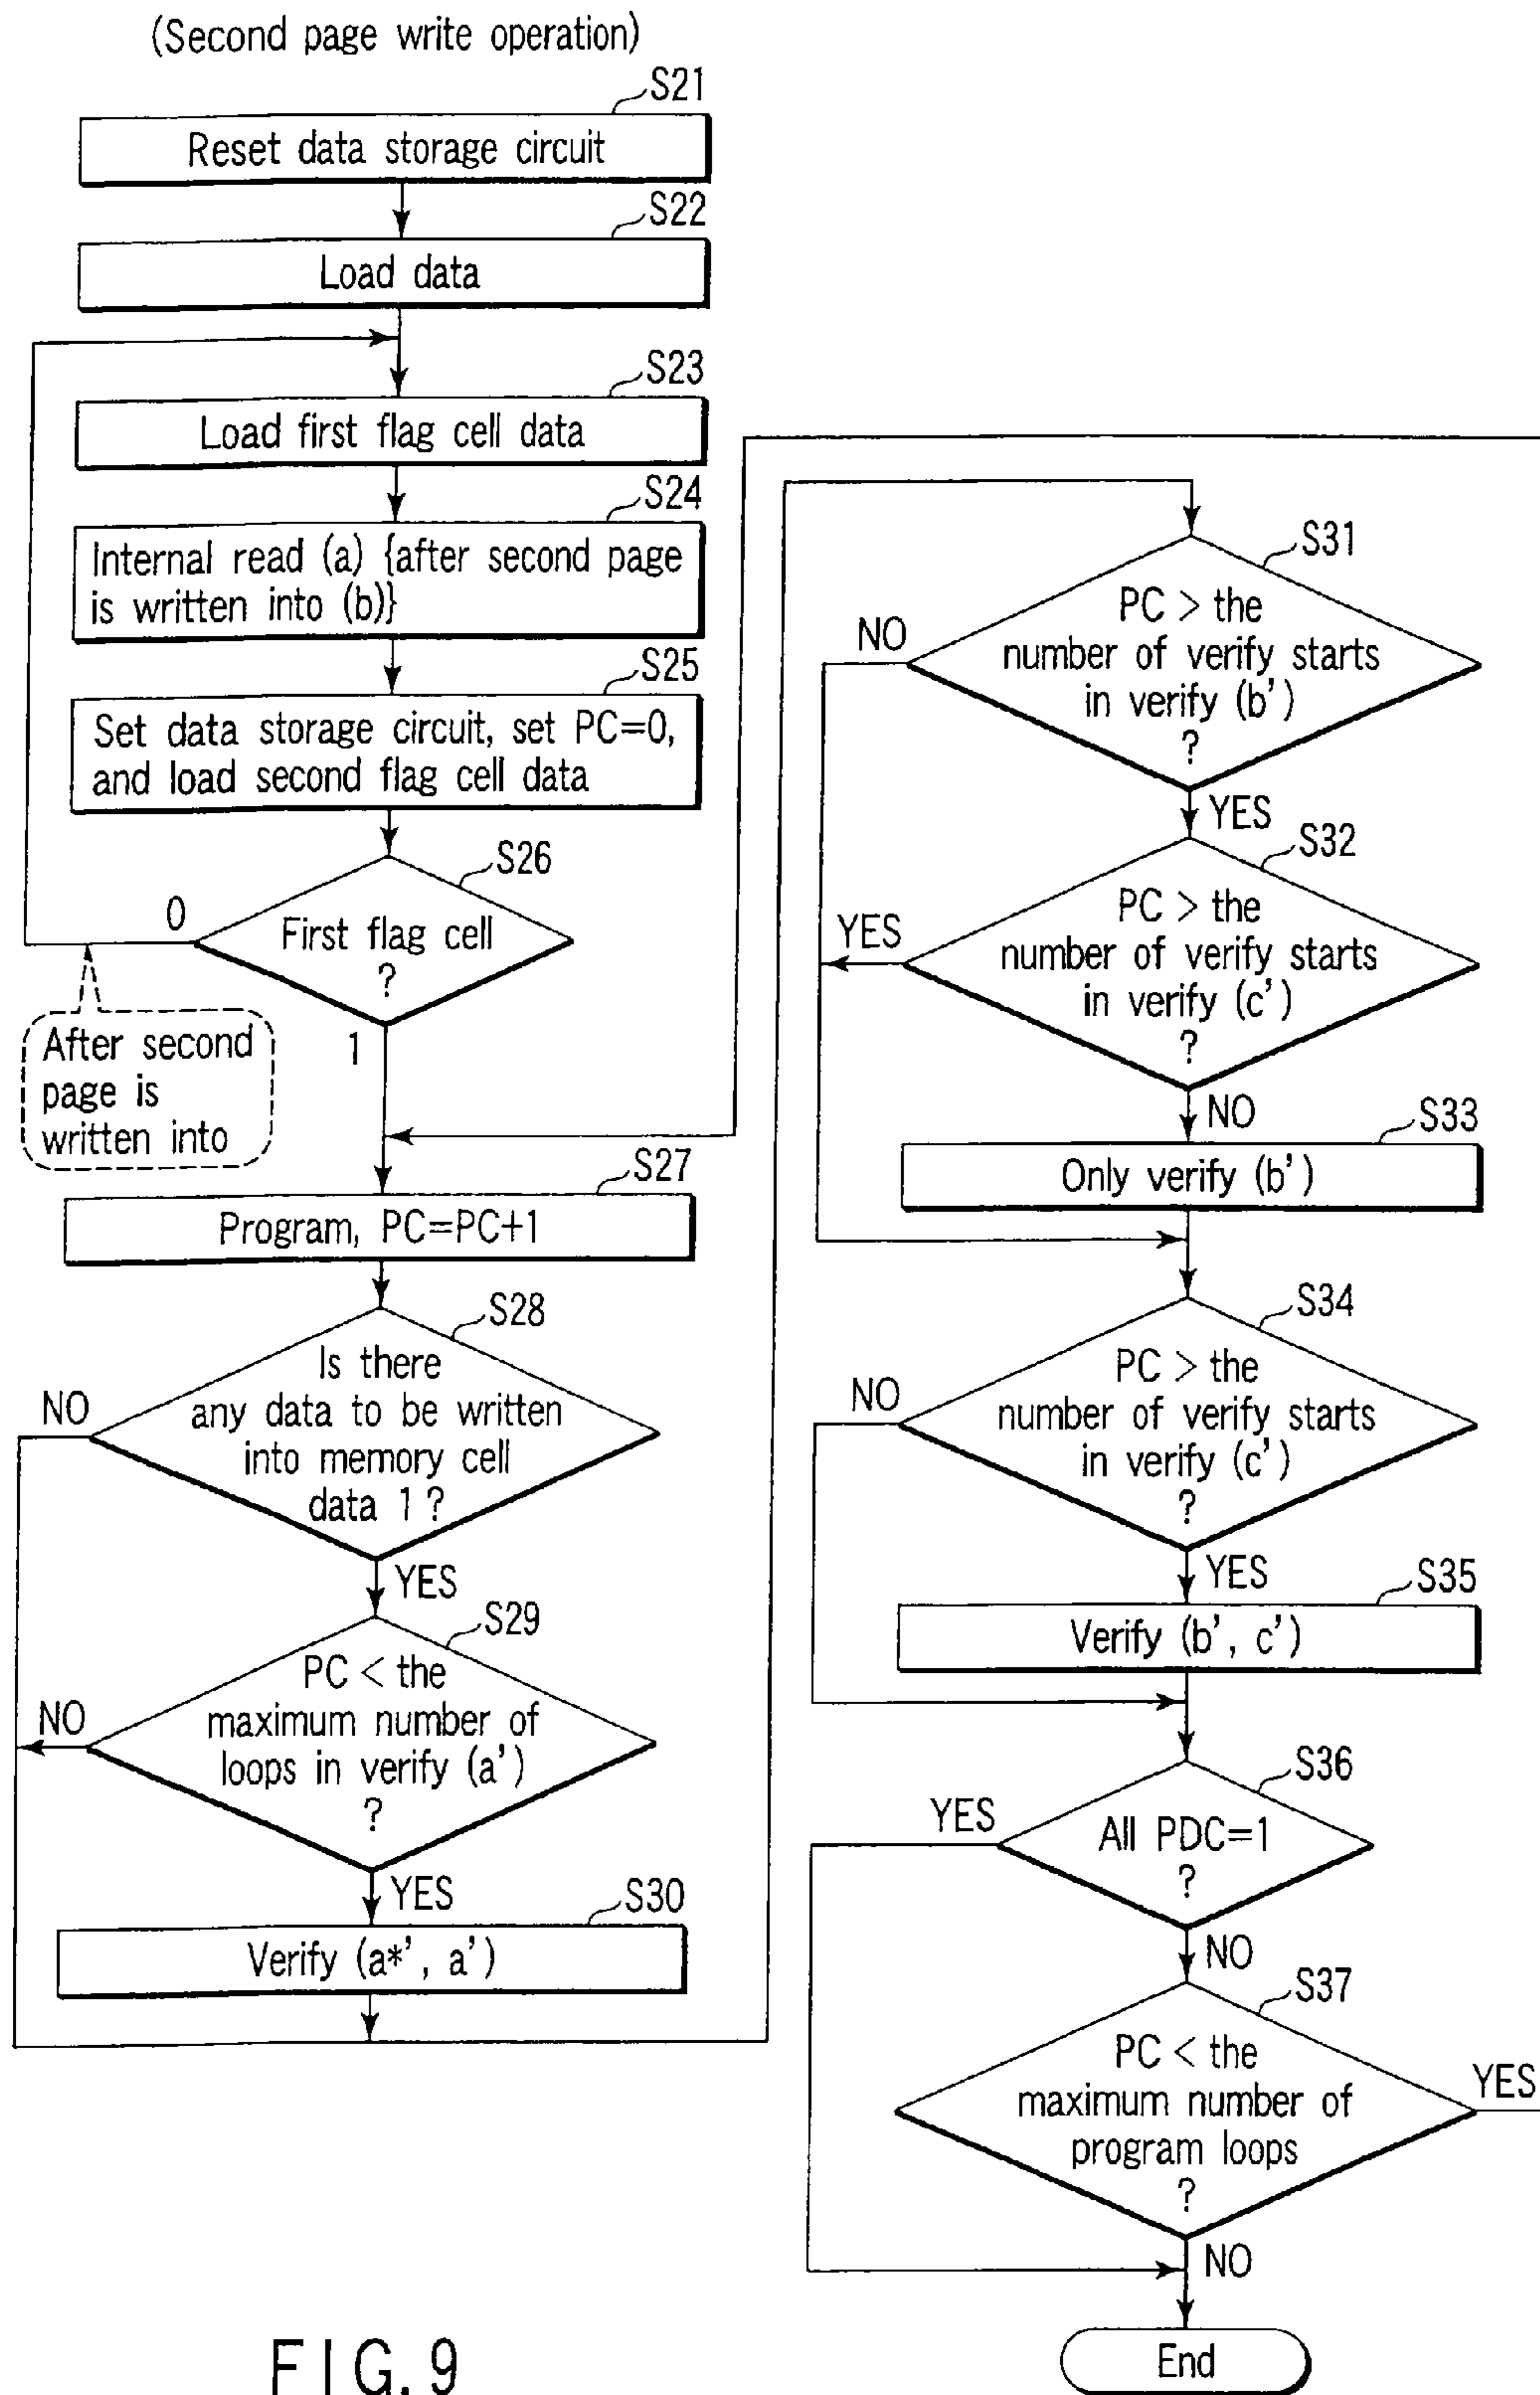 (Second page write operation)
S21
Reset data storage circuit
S22
Load data
S23
Load first flag cell data
S24
Internal read (a) {after second page
is written into (b)}
S25
Set data storage circuit, set PC=0,
and load second flag cell data
S26
0
First flag cell
?
1
After second
page is
written into
S27
Program, PC=PC+1
S28
Is there
any data to be written
into memory cell
data 1 ?
NO
YES
S29
PC < the
maximum number of
loops in verify (a')
?
NO
YES
S30
Verify (a*', a')
S31
PC > the
number of verify starts
in verify (b')
?
NO
YES
S32
PC > the
number of verify starts
in verify (c')
?
YES
NO
S33
Only verify (b')
S34
PC > the
number of verify starts
in verify (c')
?
NO
YES
S35
Verify (b', c')
S36
All PDC=1
?
YES
NO
S37
PC < the
maximum number of
program loops
?
YES
NO
End
FIG. 9